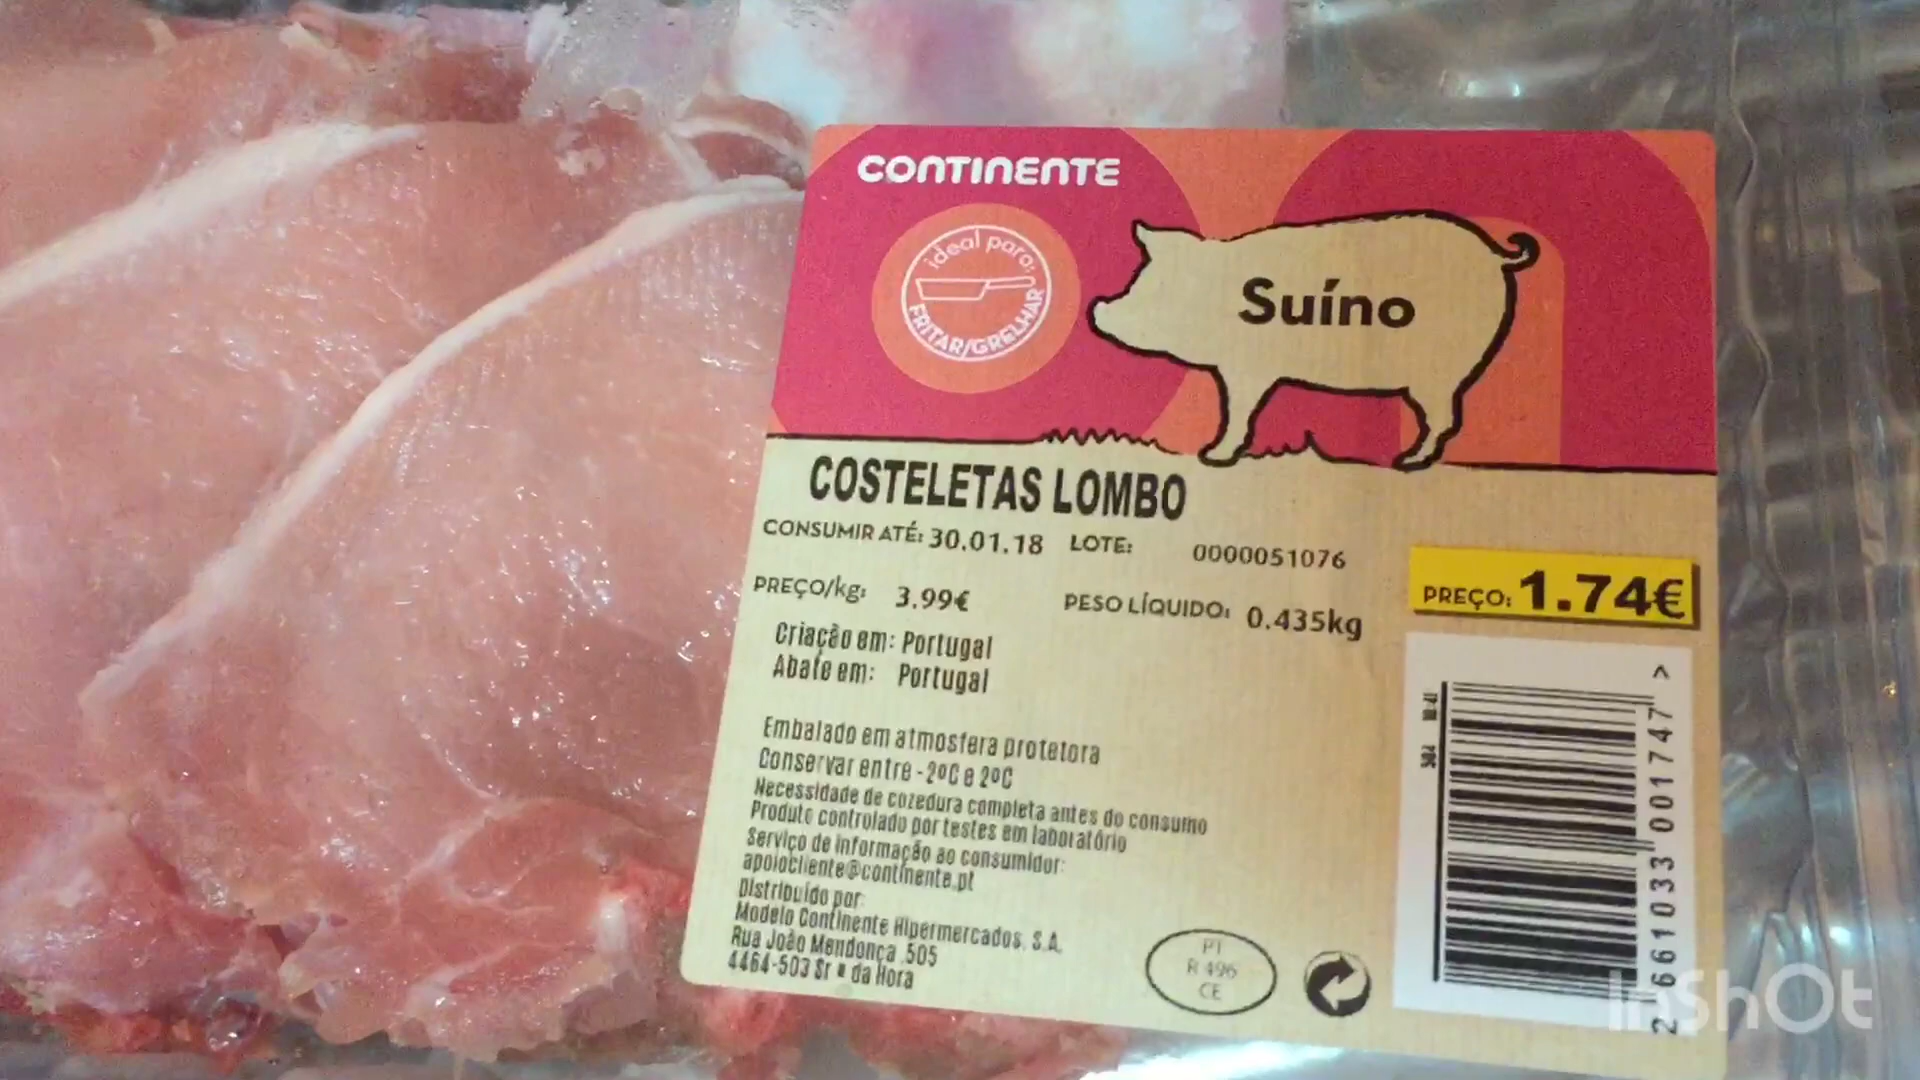 CONTINENTE
ideal para:
FRITAR/GRELHAR
Suíno
COSTELETAS LOMBO
CONSUMIR ATÉ: 30.01.18 LOTE: 0000051076
PREÇO/kg: 3.99€ PESO LÍQUIDO: 0.435kg
PREÇO: 1.74€
Criação em: Portugal
Abate em: Portugal
Embalado em atmosfera protetora
Conservar entre -2ºC e 2ºC
Necessidade de cozedura completa antes do consumo
Produto controlado por testes em laboratório
Serviço de informação ao consumidor:
apoiocliente@continente.pt
Distribuído por:
Modelo Continente Hipermercados, S.A.
Rua João Mendonça 505
4464-503 Srª da Hora
PT
R 496
CE
2 661033 001747 >
InShOt